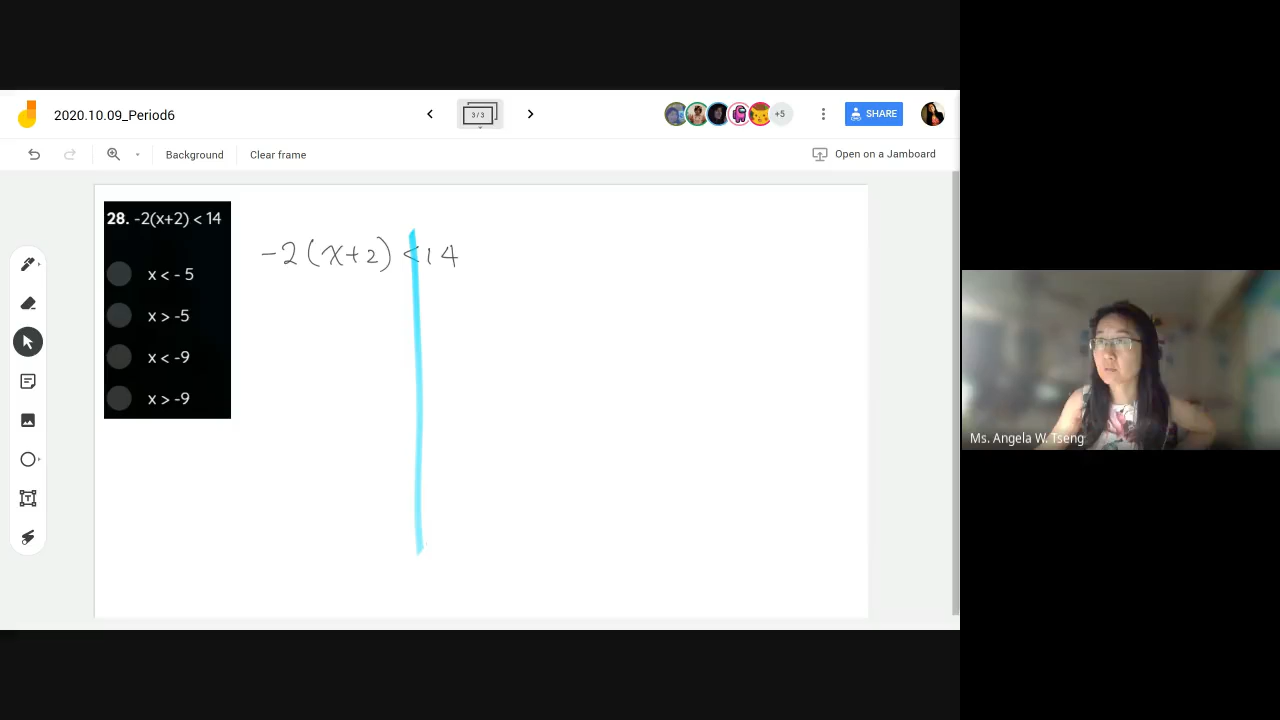 2020.10.09_Period6
3 / 3
+5
SHARE
Background
Clear frame
Open on a Jamboard
28. -2(x+2) < 14
x < - 5
x > -5
x < -9
x > -9
-2(x+2)<14
T
Ms. Angela W. Tseng